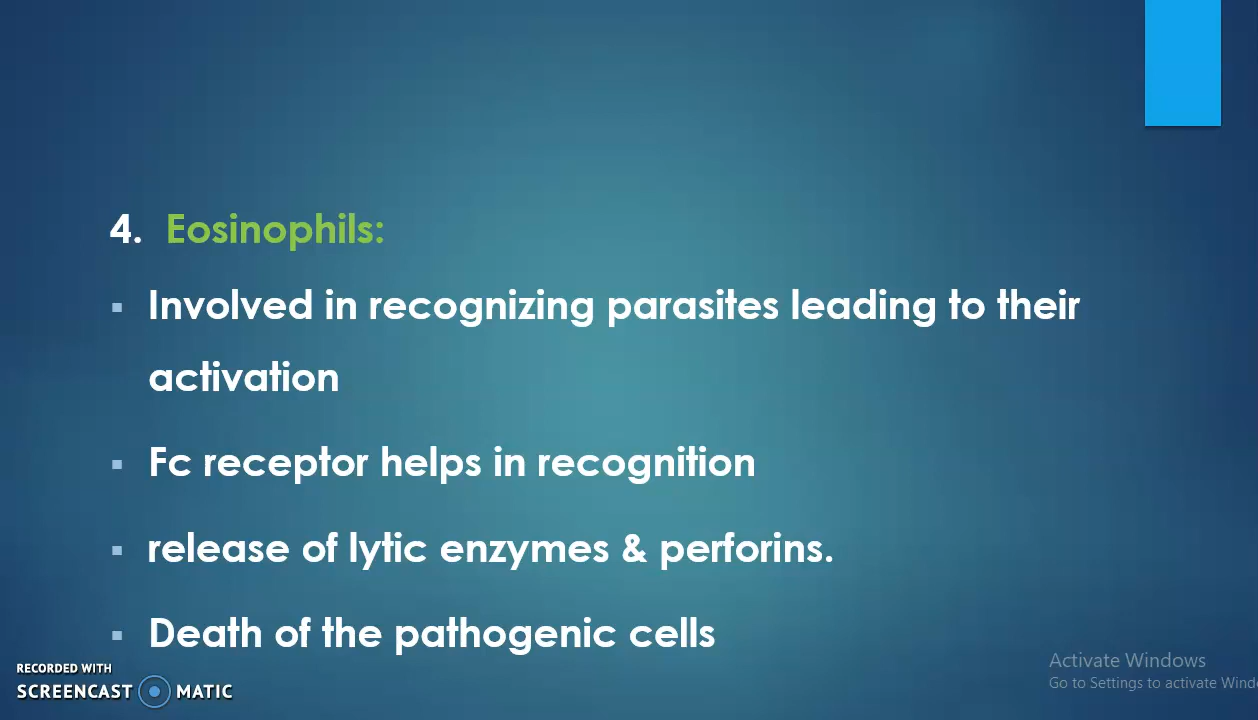 4. Eosinophils:
▪ Involved in recognizing parasites leading to their
activation
▪ Fc receptor helps in recognition
▪ release of lytic enzymes & perforins.
▪ Death of the pathogenic cells
RECORDED WITH
SCREENCAST MATIC
Activate Windows
Go to Settings to activate Wind